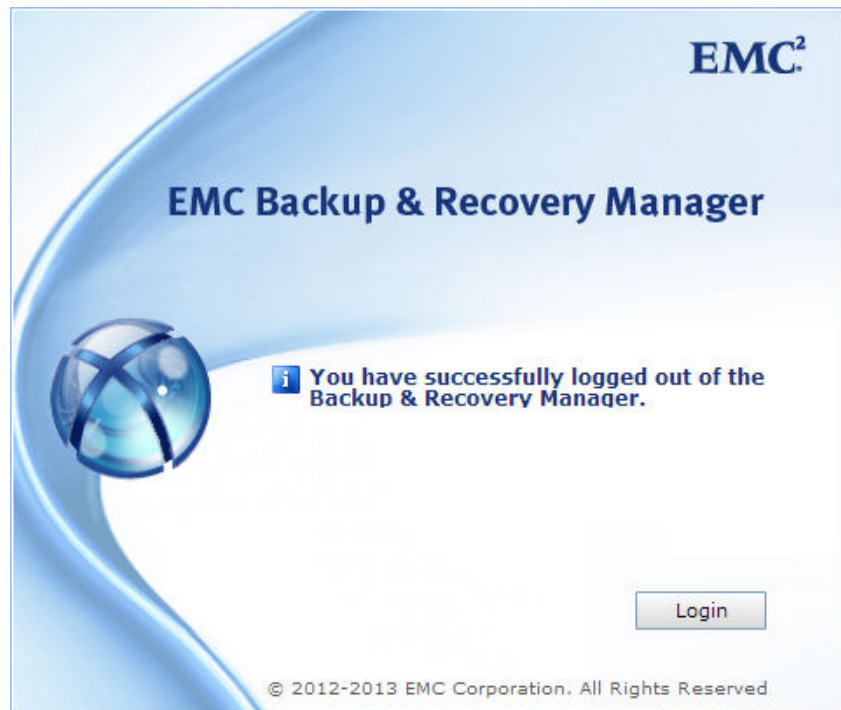 EMC²
EMC Backup & Recovery Manager
You have successfully logged out of the
Backup & Recovery Manager.
Login
© 2012-2013 EMC Corporation. All Rights Reserved